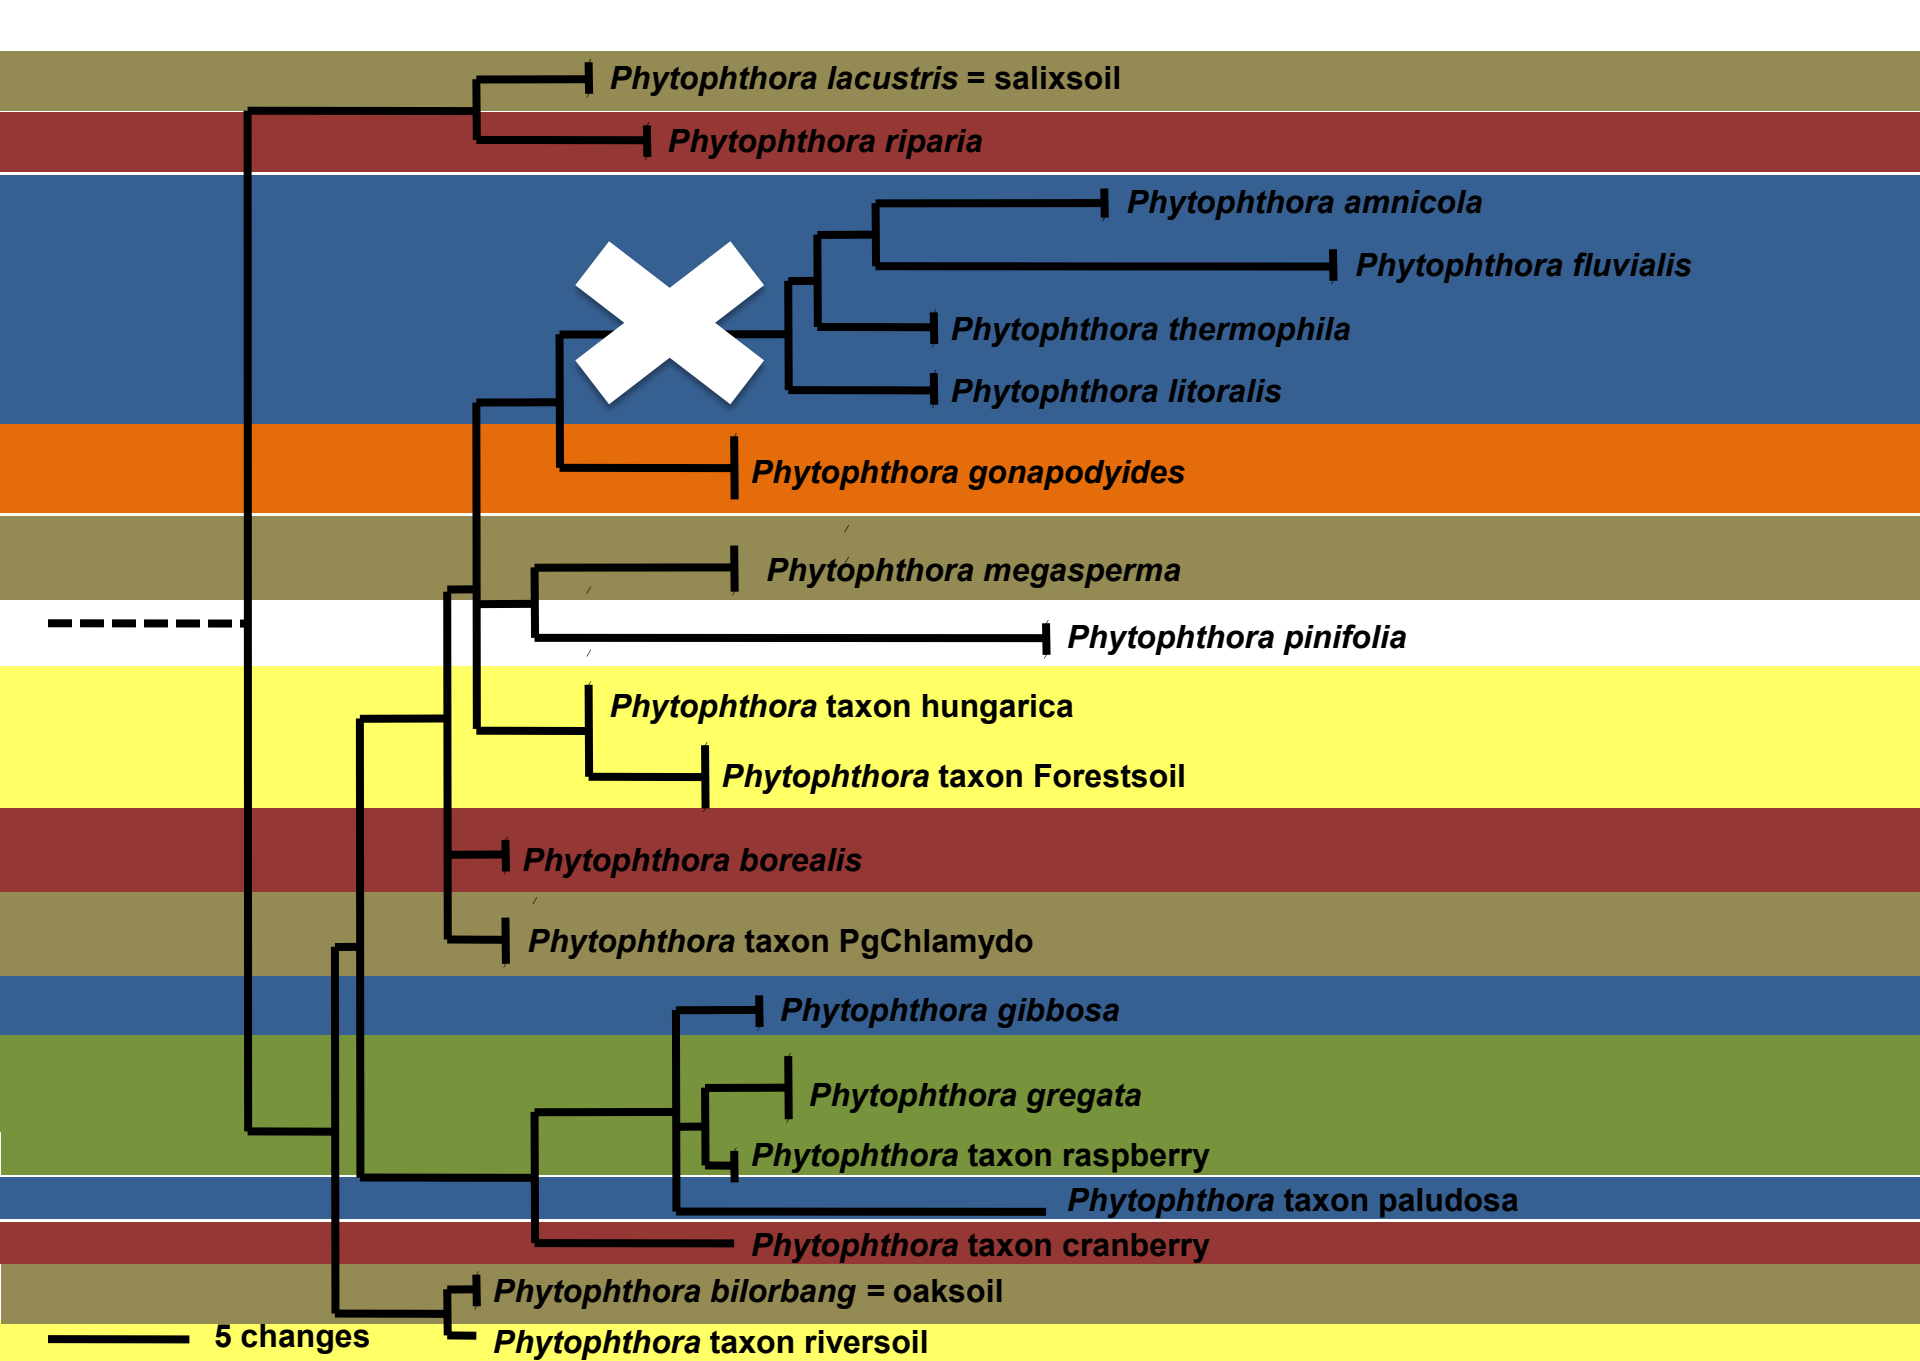 Phytophthora lacustris = salixsoil
Phytophthora riparia
Phytophthora amnicola
Phytophthora fluvialis
Phytophthora thermophila
Phytophthora litoralis
Phytophthora gonapodyides
Phytophthora megasperma
Phytophthora pinifolia
Phytophthora taxon hungarica
Phytophthora taxon Forestsoil
Phytophthora borealis
Phytophthora taxon PgChlamydo
Phytophthora gibbosa
Phytophthora gregata
Phytophthora taxon raspberry
Phytophthora taxon paludosa
Phytophthora taxon cranberry
Phytophthora bilorbang = oaksoil
5 changes
Phytophthora taxon riversoil